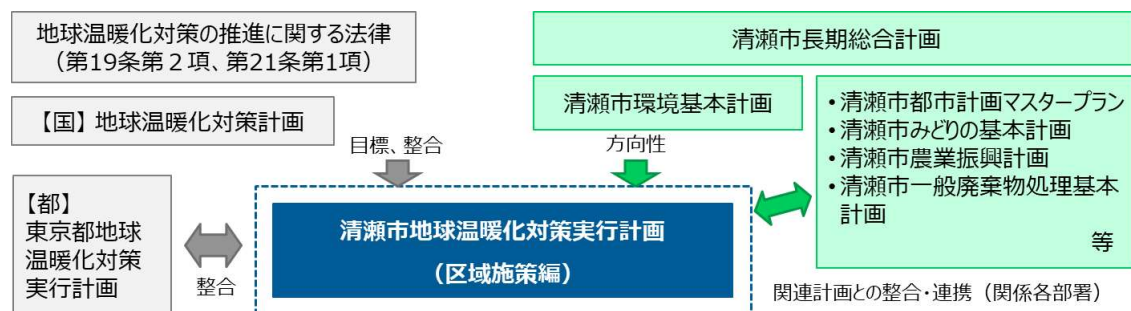 地球温暖化対策の推進に関する法律
（第19条第２項、第21条第1項）
【国】地球温暖化対策計画
目標、整合
【都】
東京都地球
温暖化対策
実行計画
整合
清瀬市長期総合計画
清瀬市環境基本計画
方向性
・清瀬市都市計画マスタープラン
・清瀬市みどりの基本計画
・清瀬市農業振興計画
・清瀬市一般廃棄物処理基本
計画
等
清瀬市地球温暖化対策実行計画
（区域施策編）
関連計画との整合・連携（関係各部署）